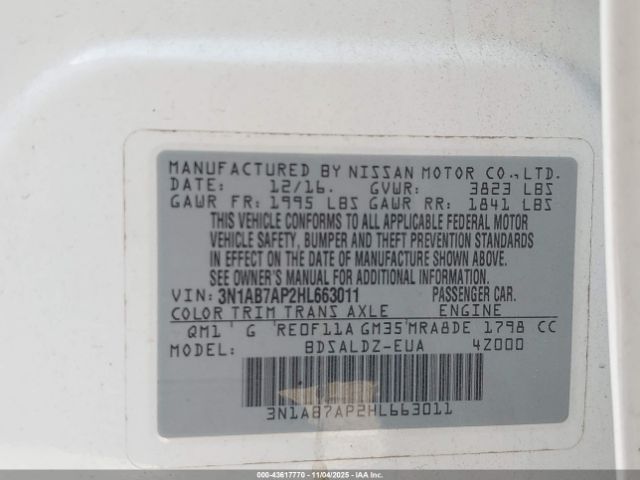 MANUFACTURED BY NISSAN MOTOR CO.,LTD.
DATE: 12/16. GVWR: 3823 LBS
GAWR FR: 1995 LBS GAWR RR: 1841 LBS
THIS VEHICLE CONFORMS TO ALL APPLICABLE FEDERAL MOTOR
VEHICLE SAFETY, BUMPER AND THEFT PREVENTION STANDARDS
IN EFFECT ON THE DATE OF MANUFACTURE SHOWN ABOVE.
SEE OWNER'S MANUAL FOR ADDITIONAL INFORMATION.
VIN: 3N1AB7AP2HL663011 PASSENGER CAR.
COLOR TRIM TRANS AXLE ENGINE
QM1 G RE0F11A GM35 MRA8DE 1798 CC
MODEL: BDSALDZ-EUA 4Z000
3N1AB7AP2HL663011
000-43617770 - 11/04/2025 - IAA, Inc.